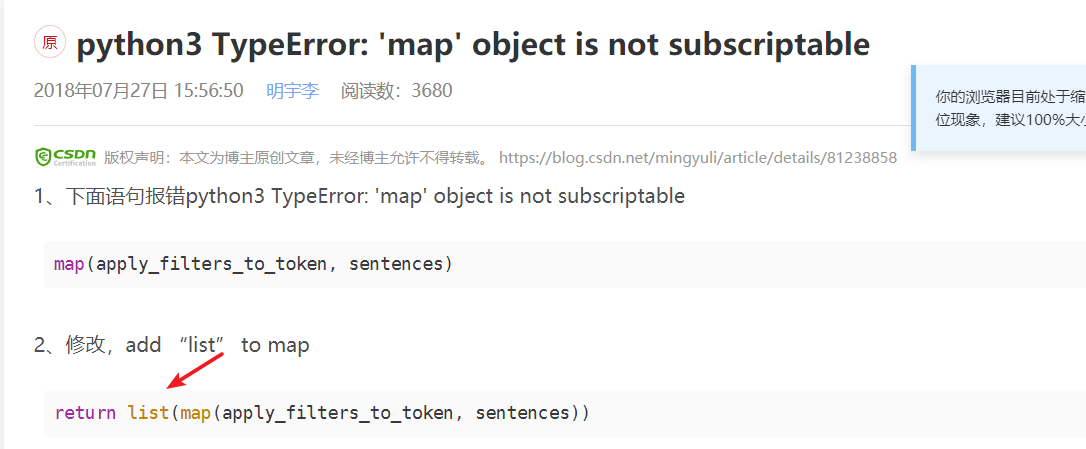 原 python3 TypeError: 'map' object is not subscriptable
2018年07月27日 15:56:50 明宇李 阅读数：3680
你的浏览器目前处于缩
位现象，建议100%大小
CSDN Certification 版权声明：本文为博主原创文章，未经博主允许不得转载。 https://blog.csdn.net/mingyuli/article/details/81238858
1、下面语句报错python3 TypeError: 'map' object is not subscriptable
map(apply_filters_to_token, sentences)
2、修改，add “list” to map
return list(map(apply_filters_to_token, sentences))